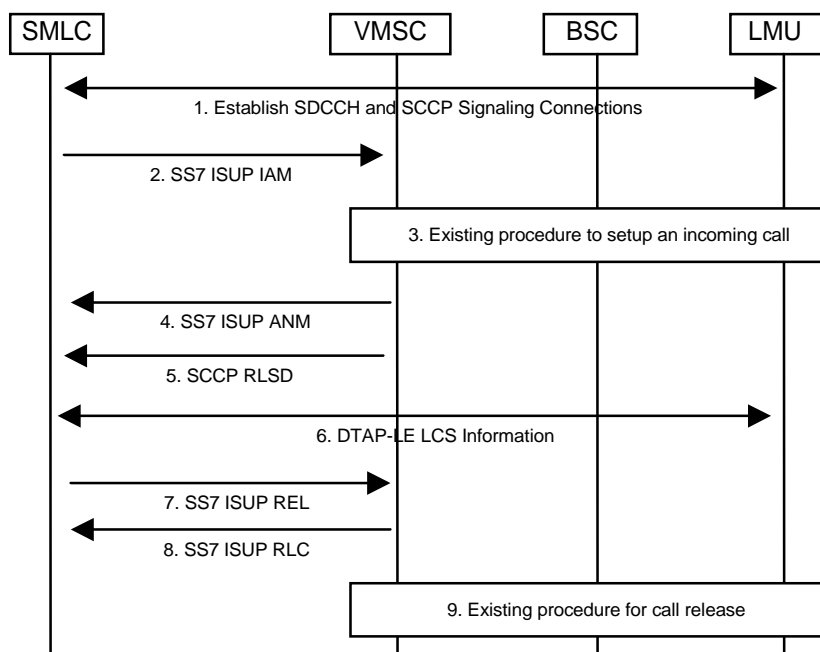 SMLC VMSC BSC LMU
1. Establish SDCCH and SCCP Signaling Connections
2. SS7 ISUP IAM
3. Existing procedure to setup an incoming call
4. SS7 ISUP ANM
5. SCCP RLSD
6. DTAP-LE LCS Information
7. SS7 ISUP REL
8. SS7 ISUP RLC
9. Existing procedure for call release